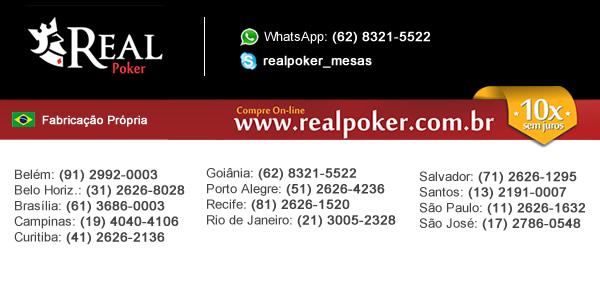 REAL
Poker
WhatsApp: (62) 8321-5522
realpoker_mesas
Fabricação Própria
Compre On-line
www.realpoker.com.br
10x
sem juros
Belém: (91) 2992-0003
Belo Horiz.: (31) 2626-8028
Brasília: (61) 3686-0003
Campinas: (19) 4040-4106
Curitiba: (41) 2626-2136
Goiânia: (62) 8321-5522
Porto Alegre: (51) 2626-4236
Recife: (81) 2626-1520
Rio de Janeiro: (21) 3005-2328
Salvador: (71) 2626-1295
Santos: (13) 2191-0007
São Paulo: (11) 2626-1632
São José: (17) 2786-0548